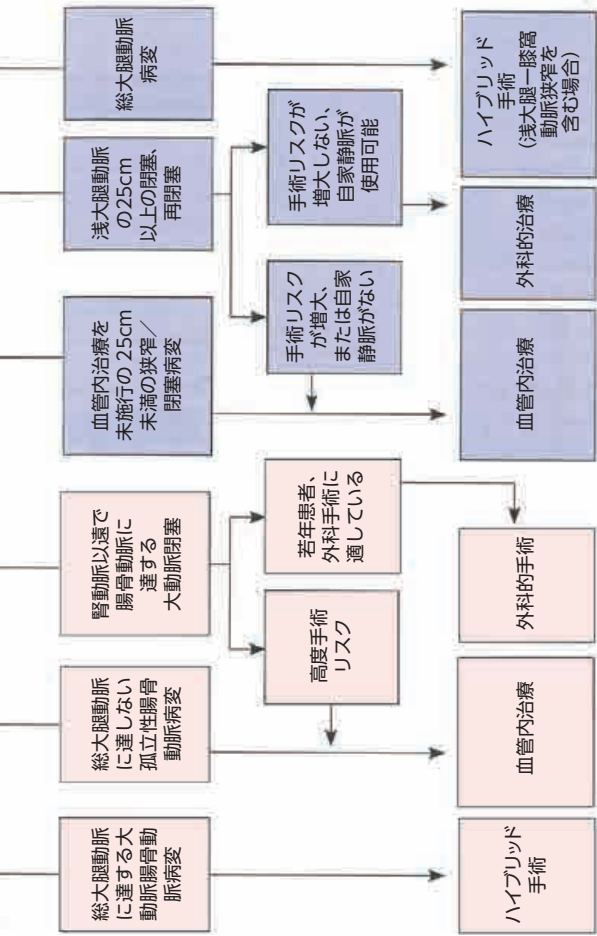 総大腿動脈
に達する大
動脈腸骨動
脈病変
総大腿動脈
に達しない
孤立性腸骨
動脈病変
腎動脈以遠で
腸骨動脈に
達する
大動脈閉塞
血管内治療を
未施行の 25cm
未満の狭窄/
閉塞病変
浅大腿動脈
の25cm
以上の閉塞、
再閉塞
総大腿動脈
病変
高度手術
リスク
若年患者、
外科手術に
適している
手術リスク
が増大、
または自家
静脈がない
手術リスクが
増大しない、
自家静脈が
使用可能
ハイブリッド
手術
血管内治療
外科的手術
血管内治療
外科的治療
ハイブリッド
手術
(浅大腿ー膝窩
動脈狭窄を
含む場合)